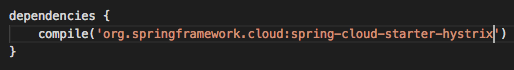 dependencies {
compile('org.springframework.cloud:spring-cloud-starter-hystrix')
}